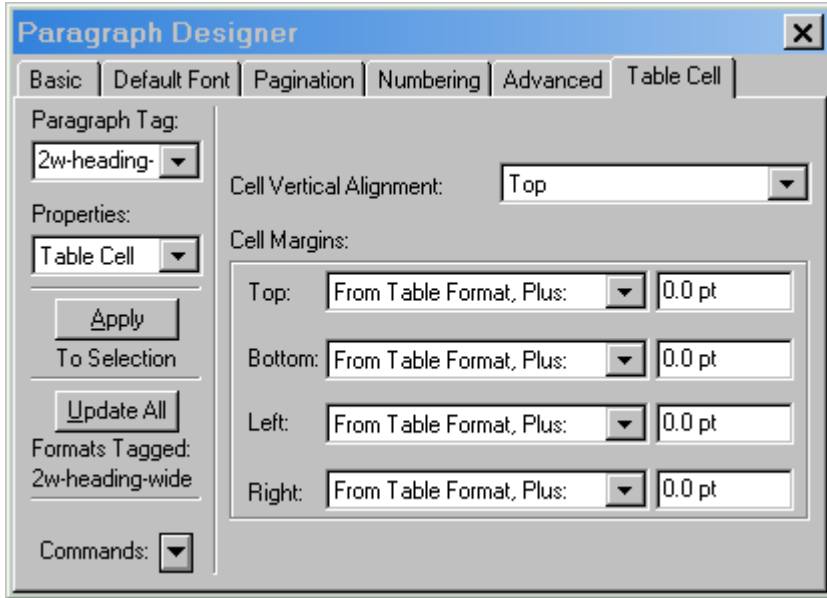 Paragraph Designer
Basic Default Font Pagination Numbering Advanced Table Cell
Paragraph Tag:
2w-heading-
Properties:
Table Cell
Apply
To Selection
Update All
Formats Tagged:
2w-heading-wide
Commands:
Cell Vertical Alignment: Top
Cell Margins:
Top: From Table Format, Plus: 0.0 pt
Bottom: From Table Format, Plus: 0.0 pt
Left: From Table Format, Plus: 0.0 pt
Right: From Table Format, Plus: 0.0 pt